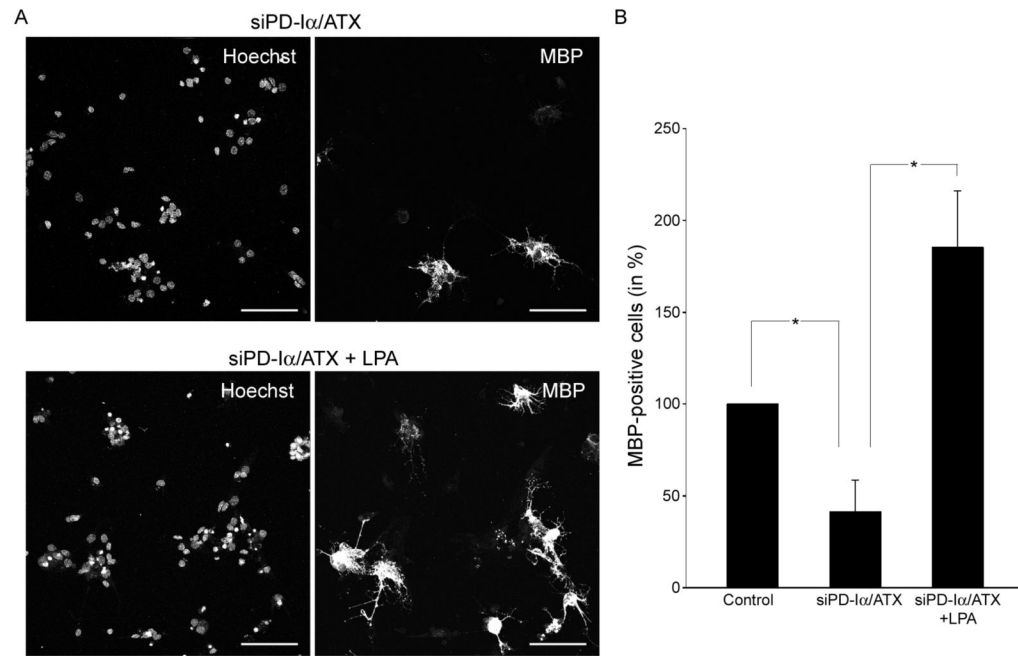 A
siPD-Iα/ATX
Hoechst
MBP
siPD-Iα/ATX + LPA
Hoechst
MBP
B
MBP-positive cells (in %)
250
200
150
100
50
0
*
*
Control
siPD-Iα/ATX
siPD-Iα/ATX
+LPA